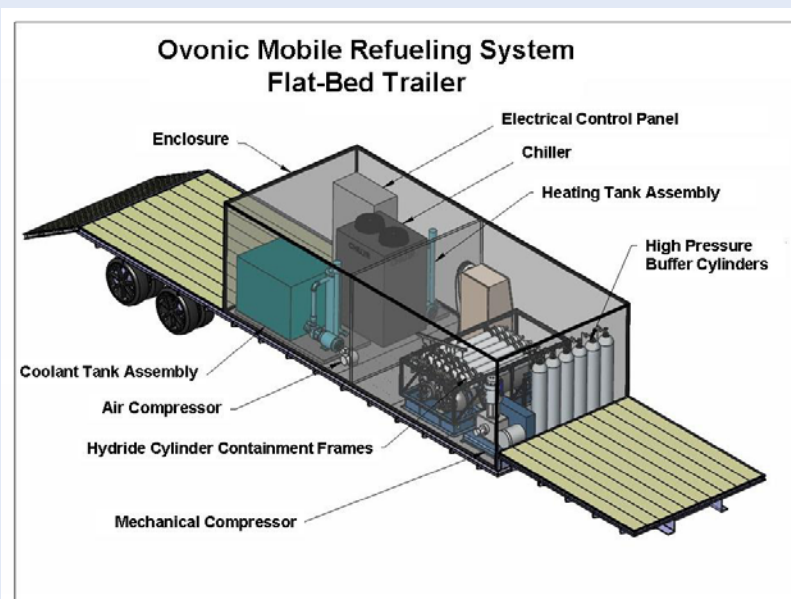 Ovonic Mobile Refueling System
Flat-Bed Trailer
Electrical Control Panel
Enclosure
Chiller
Heating Tank Assembly
High Pressure
Buffer Cylinders
Coolant Tank Assembly
Air Compressor
Hydride Cylinder Containment Frames
Mechanical Compressor